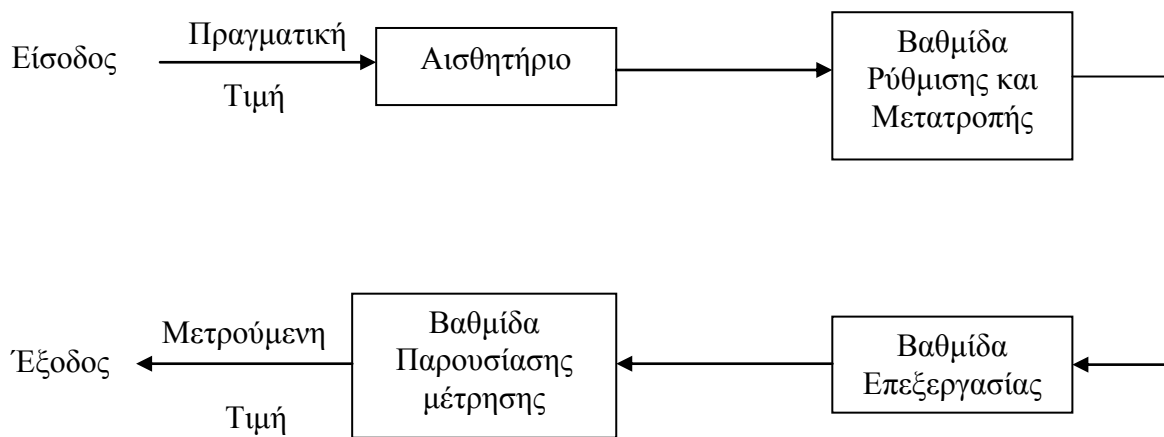 Είσοδος
Πραγματική
Τιμή
Αισθητήριο
Βαθμίδα
Ρύθμισης και
Μετατροπής
Έξοδος
Μετρούμενη
Τιμή
Βαθμίδα
Παρουσίασης
μέτρησης
Βαθμίδα
Επεξεργασίας